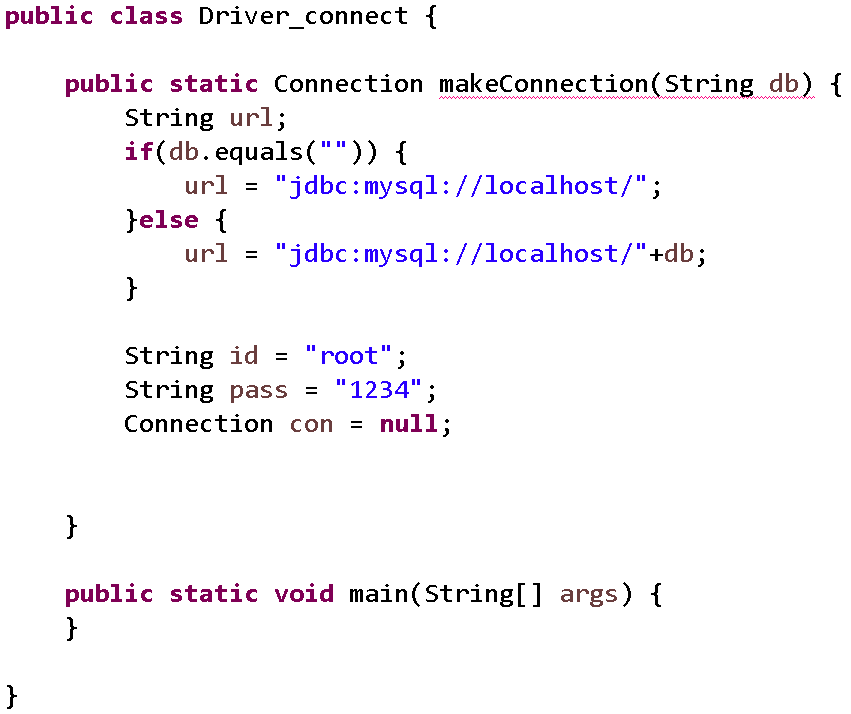 public class Driver_connect {
public static Connection makeConnection(String db) {
String url;
if(db.equals("")) {
url = "jdbc:mysql://localhost/";
}else {
url = "jdbc:mysql://localhost/"+db;
}
String id = "root";
String pass = "1234";
Connection con = null;
}
public static void main(String[] args) {
}
}